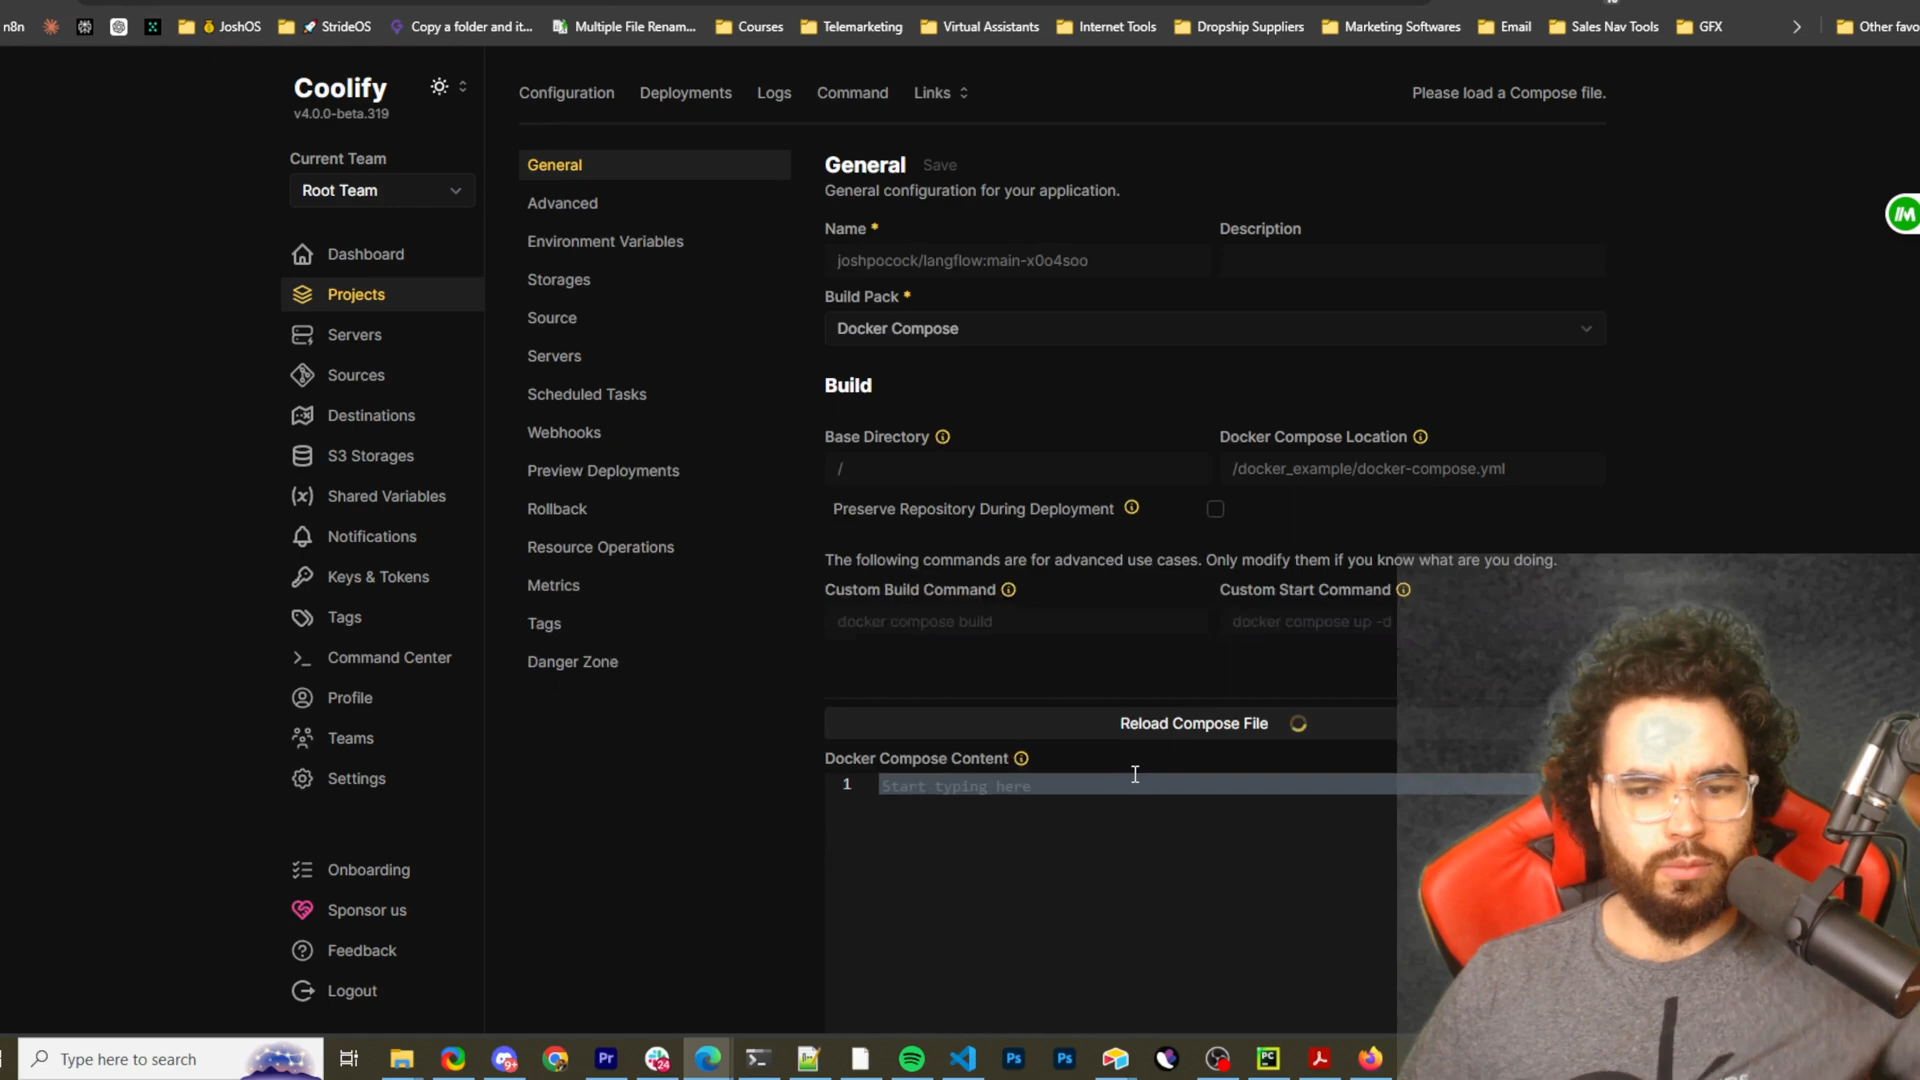 n8n
JoshOS
StrideOS
Copy a folder and it...
Multiple File Renam...
Courses
Telemarketing
Virtual Assistants
Internet Tools
Dropship Suppliers
Marketing Softwares
Email
Sales Nav Tools
GFX
Other favo
Coolify
v4.0.0-beta.319
Current Team
Root Team
Dashboard
Projects
Servers
Sources
Destinations
S3 Storages
Shared Variables
Notifications
Keys & Tokens
Tags
Command Center
Profile
Teams
Settings
Onboarding
Sponsor us
Feedback
Logout
Configuration
Deployments
Logs
Command
Links
Please load a Compose file.
General
Advanced
Environment Variables
Storages
Source
Servers
Scheduled Tasks
Webhooks
Preview Deployments
Rollback
Resource Operations
Metrics
Tags
Danger Zone
General Save
General configuration for your application.
Name *
Description
joshpocock/langflow:main-x0o4soo
Build Pack *
Docker Compose
Build
Base Directory
Docker Compose Location
/
/docker_example/docker-compose.yml
Preserve Repository During Deployment
The following commands are for advanced use cases. Only modify them if you know what are you doing.
Custom Build Command
Custom Start Command
docker compose build
docker compose up -d
Reload Compose File
Docker Compose Content
1 Start typing here
Type here to search
9+
Pr
24
Ps
Ps
PC